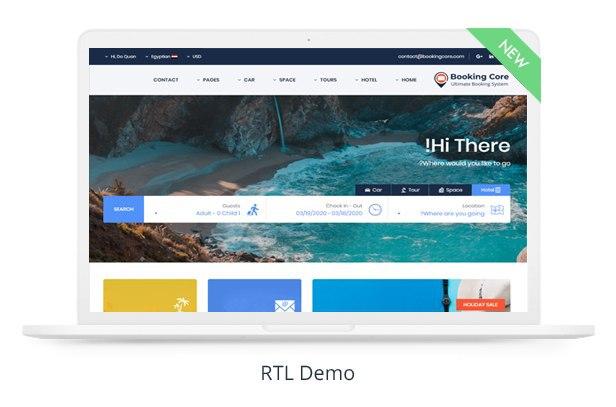 NEW
Hi, Do Quan Egyptian USD contact@bookingcore.com G+ in
CONTACT PAGES CAR SPACE TOURS HOTEL HOME Booking Core
Ultimate Booking System
!Hi There
?Where would you like to go
Car Tour Space Hotel
SEARCH Guests Check In - Out Location
Adult - 0 Child 1 03/19/2020 - 03/18/2020 ?Where are you going
HOLIDAY SALE
RTL Demo